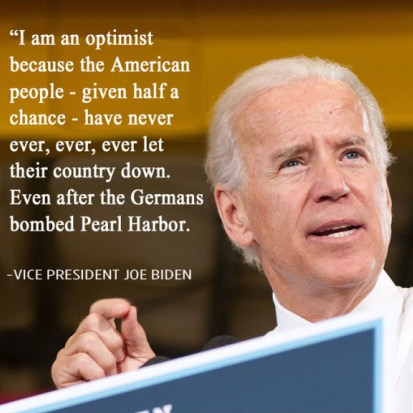 “I am an optimist
because the American
people - given half a
chance - have never
ever, ever, ever let
their country down.
Even after the Germans
bombed Pearl Harbor.
-VICE PRESIDENT JOE BIDEN